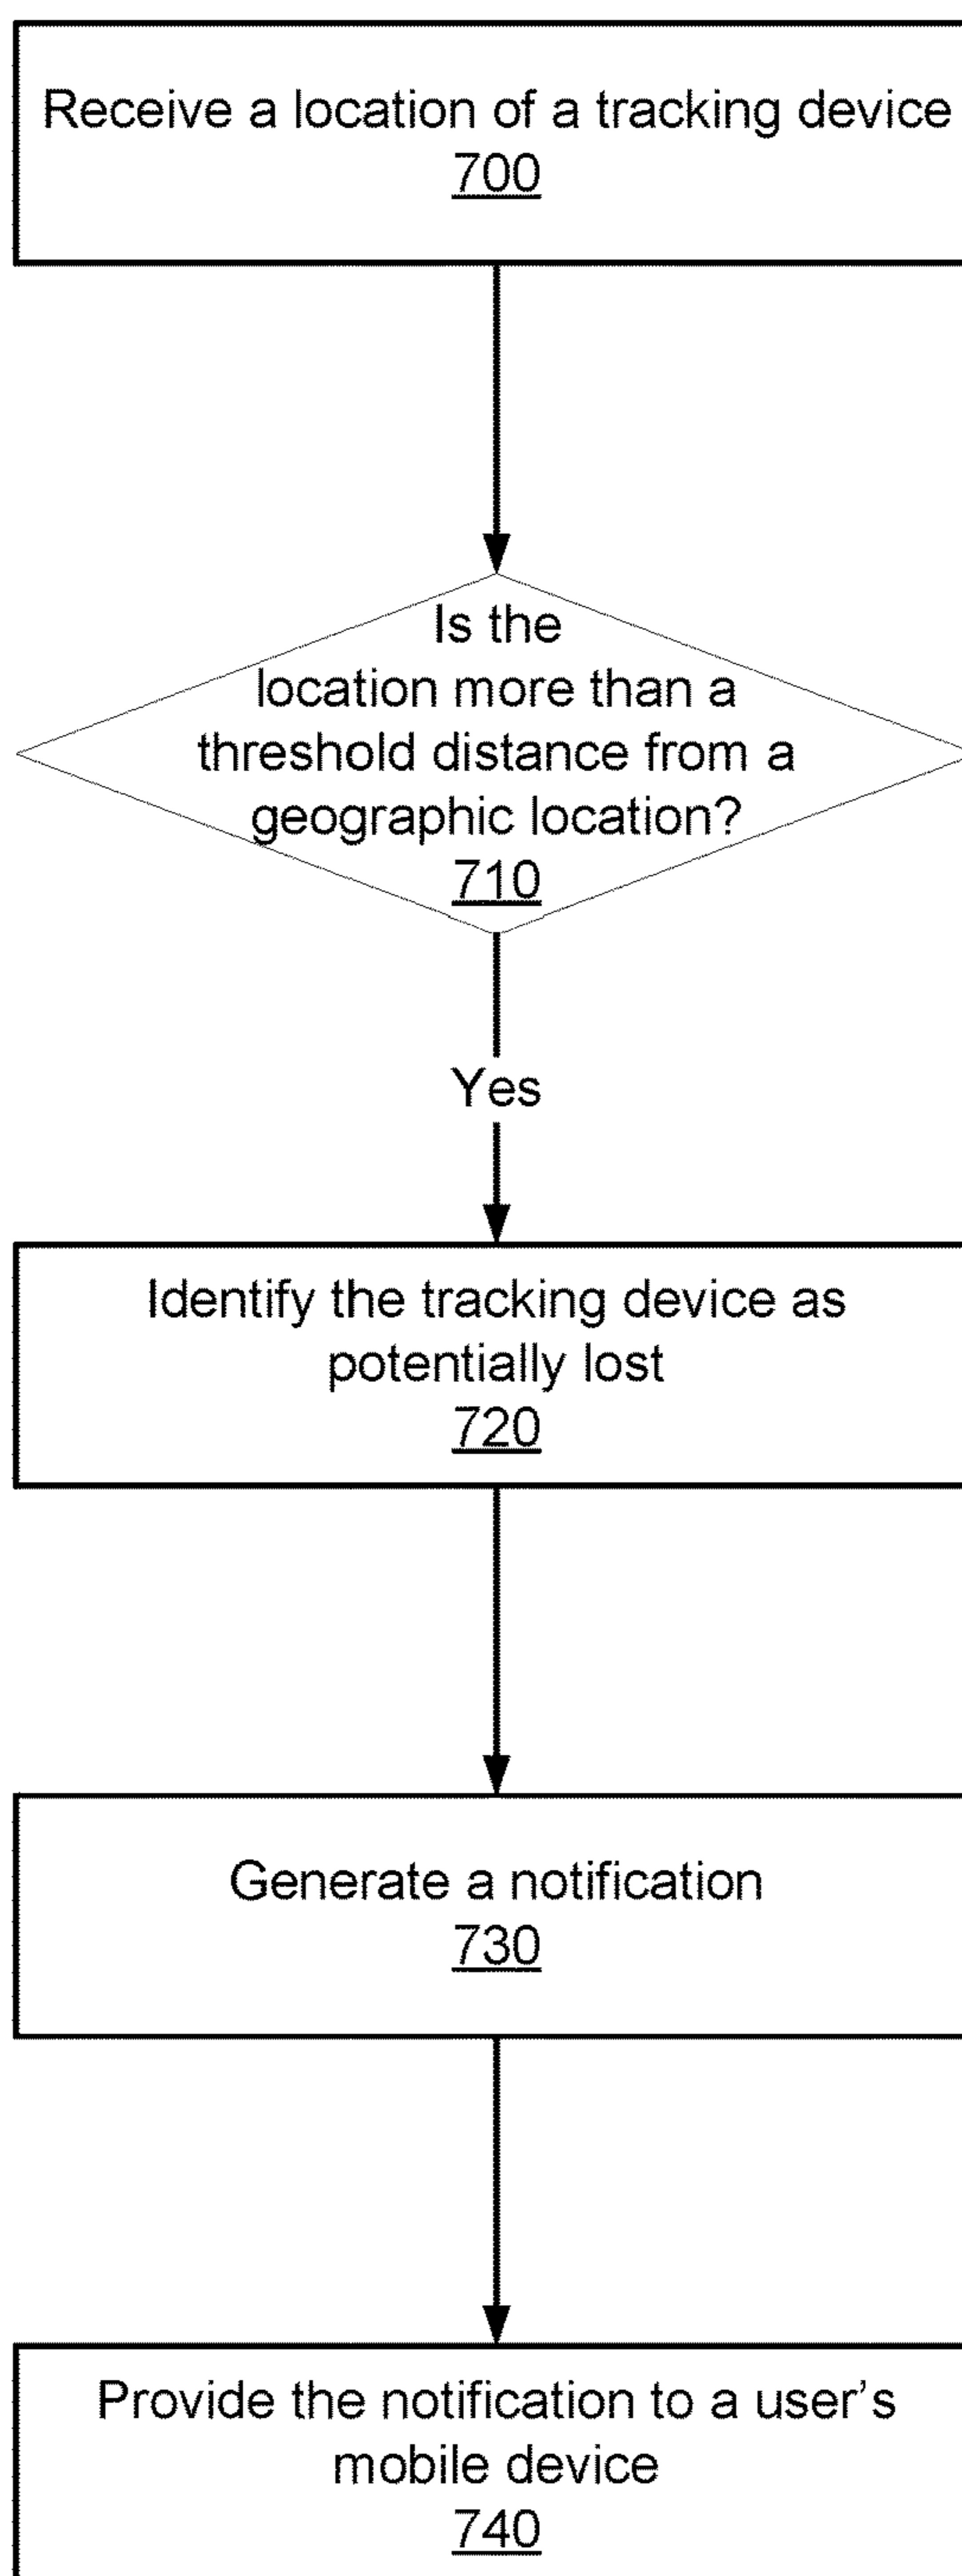 Receive a location of a tracking device
700
Is the
location more than a
threshold distance from a
geographic location?
710
Yes
Identify the tracking device as
potentially lost
720
Generate a notification
730
Provide the notification to a user's
mobile device
740